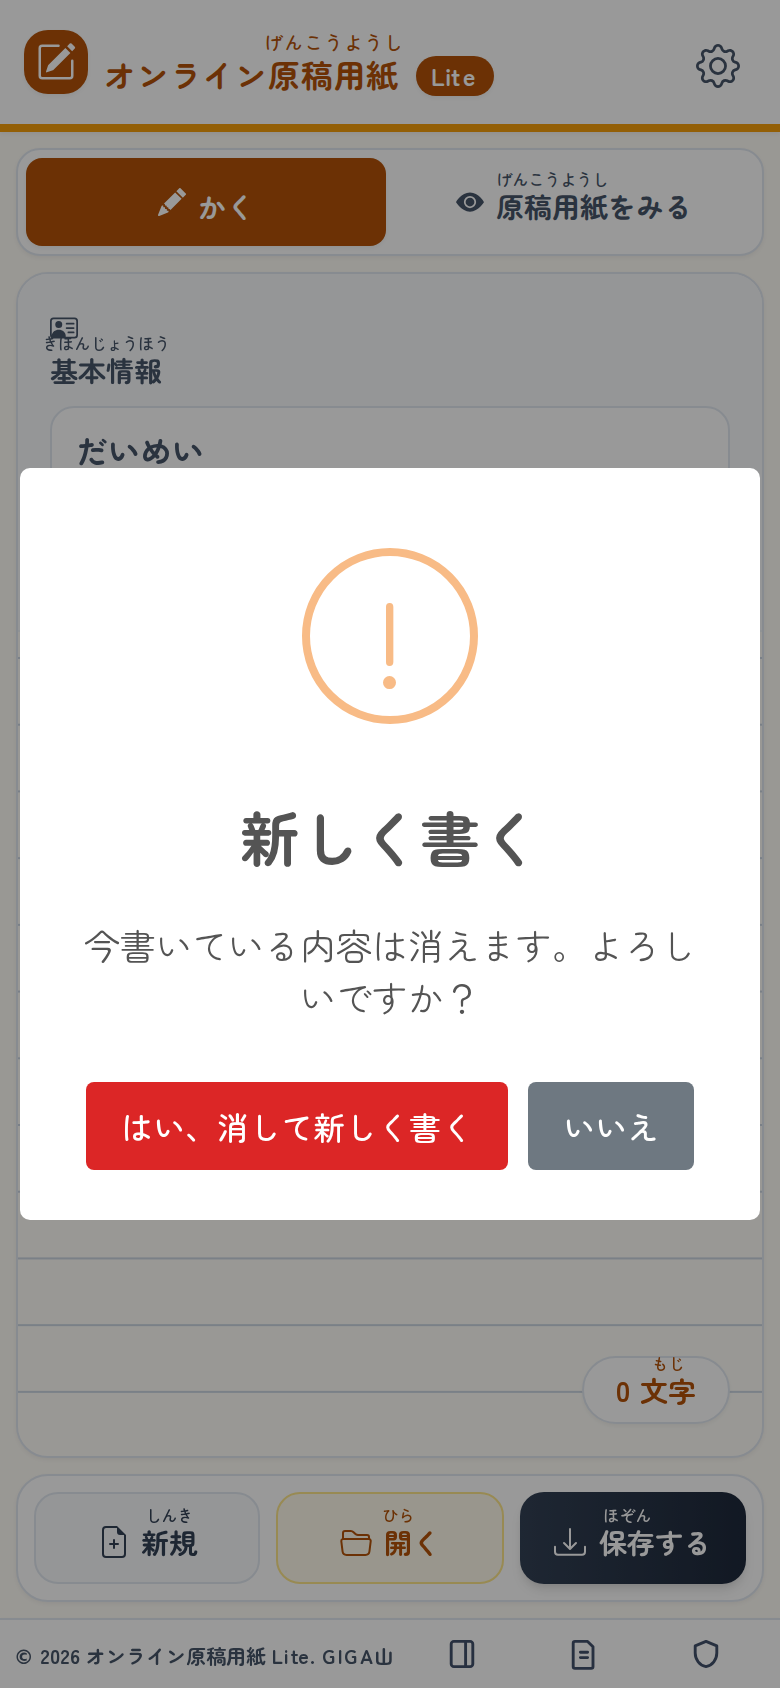 げんこうようし
オンライン原稿用紙 Lite
かく
げんこうようし
原稿用紙をみる
きほんじょうほう
基本情報
だいめい
新しく書く
今書いている内容は消えます。よろし
いですか？
はい、消して新しく書く
いいえ
もじ
0 文字
しんき
新規
ひら
開く
ほぞん
保存する
© 2026 オンライン原稿用紙 Lite. GIGA山